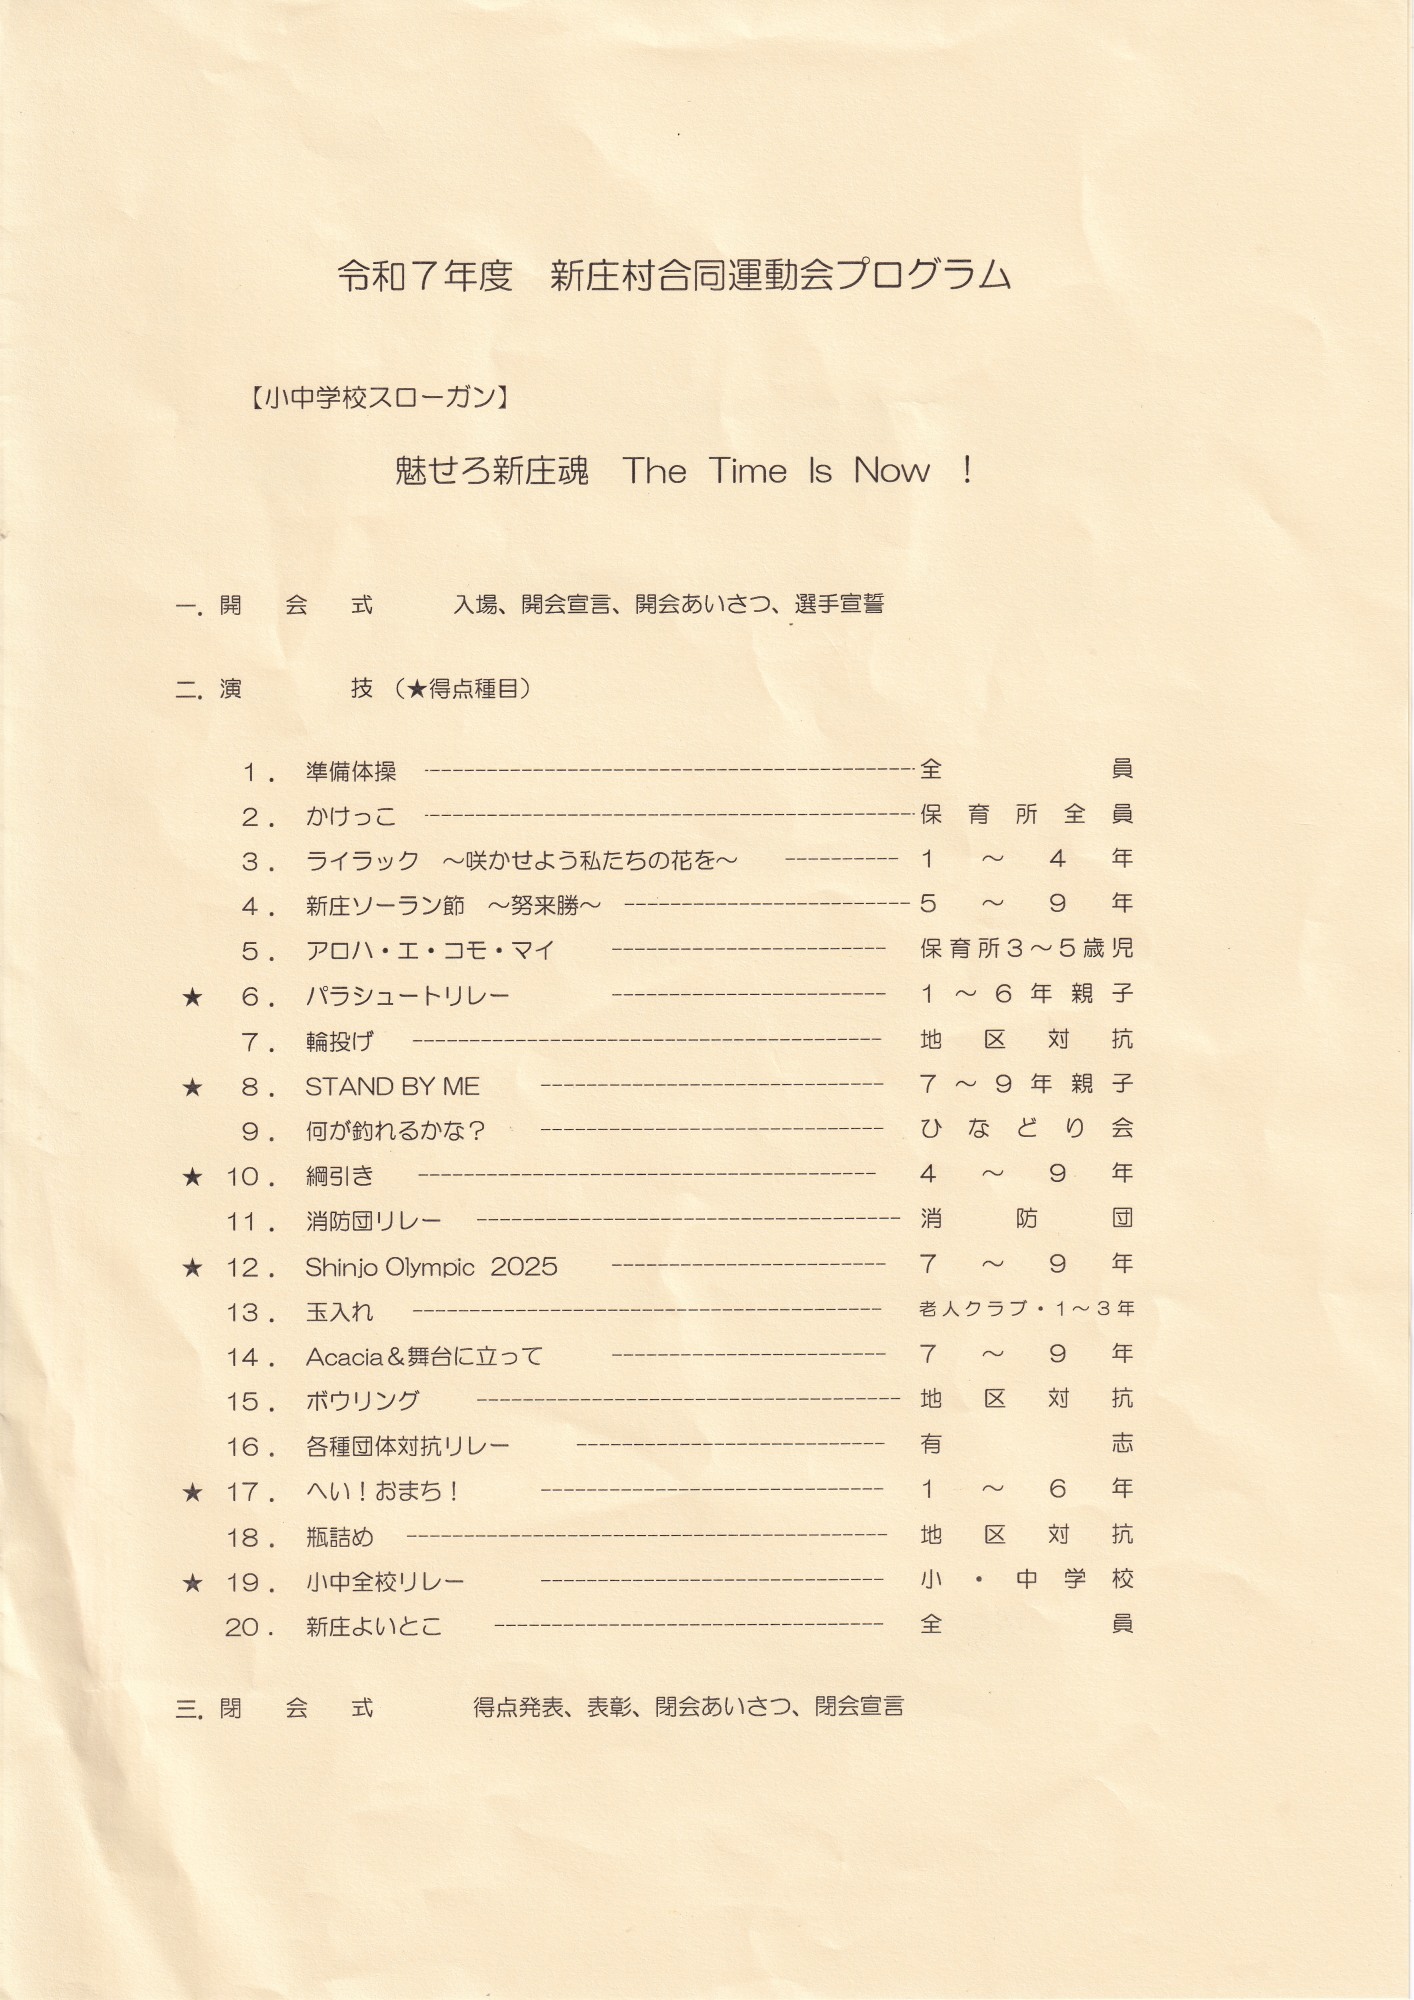 令和７年度　新庄村合同運動会プログラム
【小中学校スローガン】
魅せろ新庄魂　The Time Is Now ！
一．開　会　式　　入場、開会宣言、開会あいさつ、選手宣誓
二．演　　　技（★得点種目）
１．準備体操 ------ 全員
２．かけっこ ------ 保育所全員
３．ライラック　～咲かせよう私たちの花を～ ------ １～４年
４．新庄ソーラン節　～努来勝～ ------ ５～９年
５．アロハ・エ・コモ・マイ ------ 保育所３～５歳児
★ ６．パラシュートリレー ------ １～６年親子
７．輪投げ ------ 地区対抗
★ ８．STAND BY ME ------ ７～９年親子
９．何が釣れるかな？ ------ ひなどり会
★ 10．綱引き ------ ４～９年
11．消防団リレー ------ 消防団
★ 12．Shinjo Olympic 2025 ------ ７～９年
13．玉入れ ------ 老人クラブ・１～３年
14．Acacia＆舞台に立って ------ ７～９年
15．ボウリング ------ 地区対抗
16．各種団体対抗リレー ------ 有志
★ 17．へい！おまち！ ------ １～６年
18．瓶詰め ------ 地区対抗
★ 19．小中全校リレー ------ 小・中学校
20．新庄よいとこ ------ 全員
三．閉　会　式　　得点発表、表彰、閉会あいさつ、閉会宣言